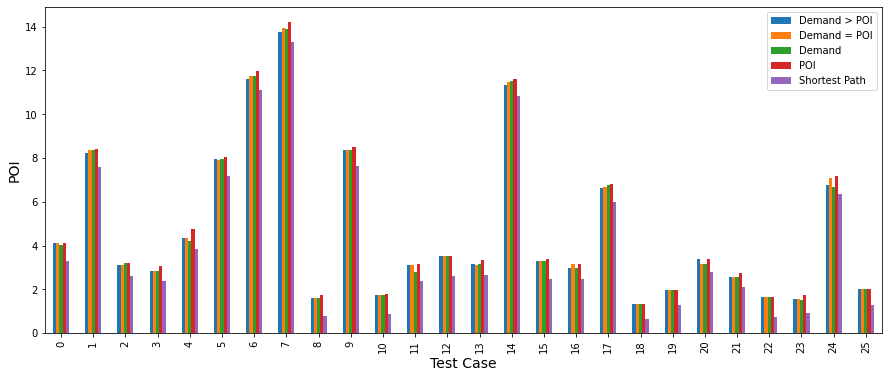 Demand > POI
Demand = POI
Demand
POI
Shortest Path
POI
14
12
10
8
6
4
2
0
0 1 2 3 4 5 6 7 8 9 10 11 12 13 14 15 16 17 18 19 20 21 22 23 24 25
Test Case